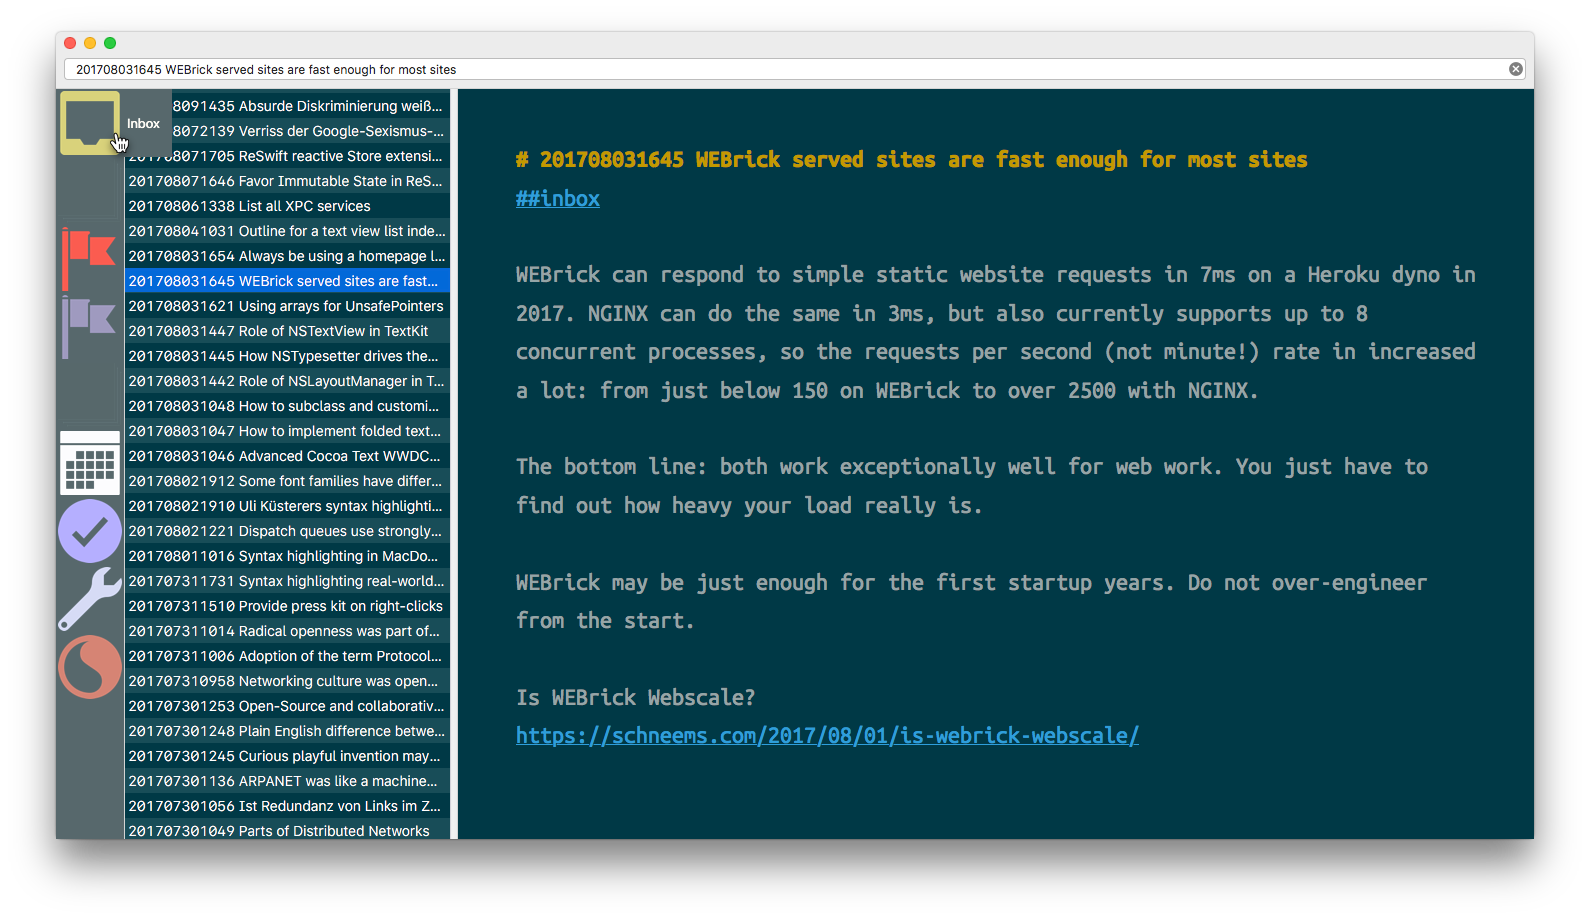 201708031645 WEBrick served sites are fast enough for most sites
Inbox
8091435 Absurde Diskriminierung weiß...
8072139 Verriss der Google-Sexismus-...
08071705 ReSwift reactive Store extensi...
201708071646 Favor Immutable State in ReS...
201708061338 List all XPC services
201708041031 Outline for a text view list inde...
201708031654 Always be using a homepage l...
201708031645 WEBrick served sites are fast...
201708031621 Using arrays for UnsafePointers
201708031447 Role of NSTextView in TextKit
201708031445 How NSTypesetter drives the...
201708031442 Role of NSLayoutManager in T...
201708031048 How to subclass and customi...
201708031047 How to implement folded text...
201708031046 Advanced Cocoa Text WWDC...
201708021912 Some font families have differ...
201708021910 Uli Küsterers syntax highlighti...
201708021221 Dispatch queues use strongly...
201708011016 Syntax highlighting in MacDo...
201707311731 Syntax highlighting real-world...
201707311510 Provide press kit on right-clicks
201707311014 Radical openness was part of...
201707311006 Adoption of the term Protocol...
201707310958 Networking culture was open...
201707301253 Open-Source and collaborativ...
201707301248 Plain English difference betwe...
201707301245 Curious playful invention may...
201707301136 ARPANET was like a machine...
201707301056 Ist Redundanz von Links im Z...
201707301049 Parts of Distributed Networks
# 201708031645 WEBrick served sites are fast enough for most sites
##inbox
WEBrick can respond to simple static website requests in 7ms on a Heroku dyno in
2017. NGINX can do the same in 3ms, but also currently supports up to 8
concurrent processes, so the requests per second (not minute!) rate in increased
a lot: from just below 150 on WEBrick to over 2500 with NGINX.
The bottom line: both work exceptionally well for web work. You just have to
find out how heavy your load really is.
WEBrick may be just enough for the first startup years. Do not over-engineer
from the start.
Is WEBrick Webscale?
https://schneems.com/2017/08/01/is-webrick-webscale/